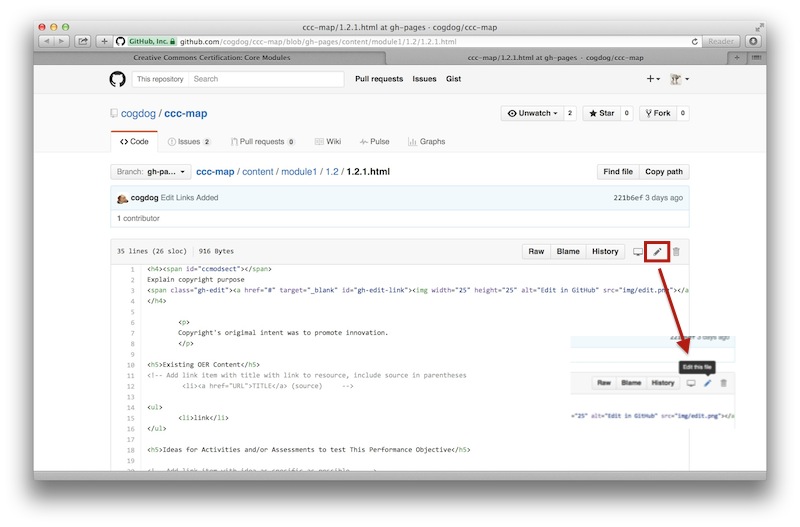 ccc-map/1.2.1.html at gh-pages · cogdog/ccc-map
GitHub, Inc. github.com/cogdog/ccc-map/blob/gh-pages/content/module1/1.2/1.2.1.html Reader
Creative Commons Certification: Core Modules ccc-map/1.2.1.html at gh-pages · cogdog/ccc-map
This repository Search Pull requests Issues Gist
cogdog / ccc-map Unwatch 2 Star 0 Fork 0
Code Issues 2 Pull requests 0 Wiki Pulse Graphs
Branch: gh-pa... ccc-map / content / module1 / 1.2 / 1.2.1.html Find file Copy path
cogdog Edit Links Added 221b6ef 3 days ago
1 contributor
35 lines (26 sloc) 916 Bytes Raw Blame History
1 <h4><span id="ccmodsect"></span>
2 Explain copyright purpose
3 <span class="gh-edit"><a href="#" target="_blank" id="gh-edit-link"><img width="25" height="25" alt="Edit in GitHub" src="img/edit.png"></a
4 </h4>
5
6 <p>
7 Copyright's origimal intent was to promote innovation.
8 </p>
9
10 <h5>Existing OER Content</h5>
11 <!-- Add link item with title with link to resource, include source in parentheses
12 <li><a href="URL">TITLE</a> (source) -->
13
14 <ul>
15 <li>link</li>
16 </ul>
17
18 <h5>Ideas for Activities and/or Assessments to test This Performance Objective</h5>
19
20 <!-- Add link item with idea as specific as possible -->
3 days ago
Edit this file
Raw Blame History
="25" alt="Edit in GitHub" src="img/edit.png"></a